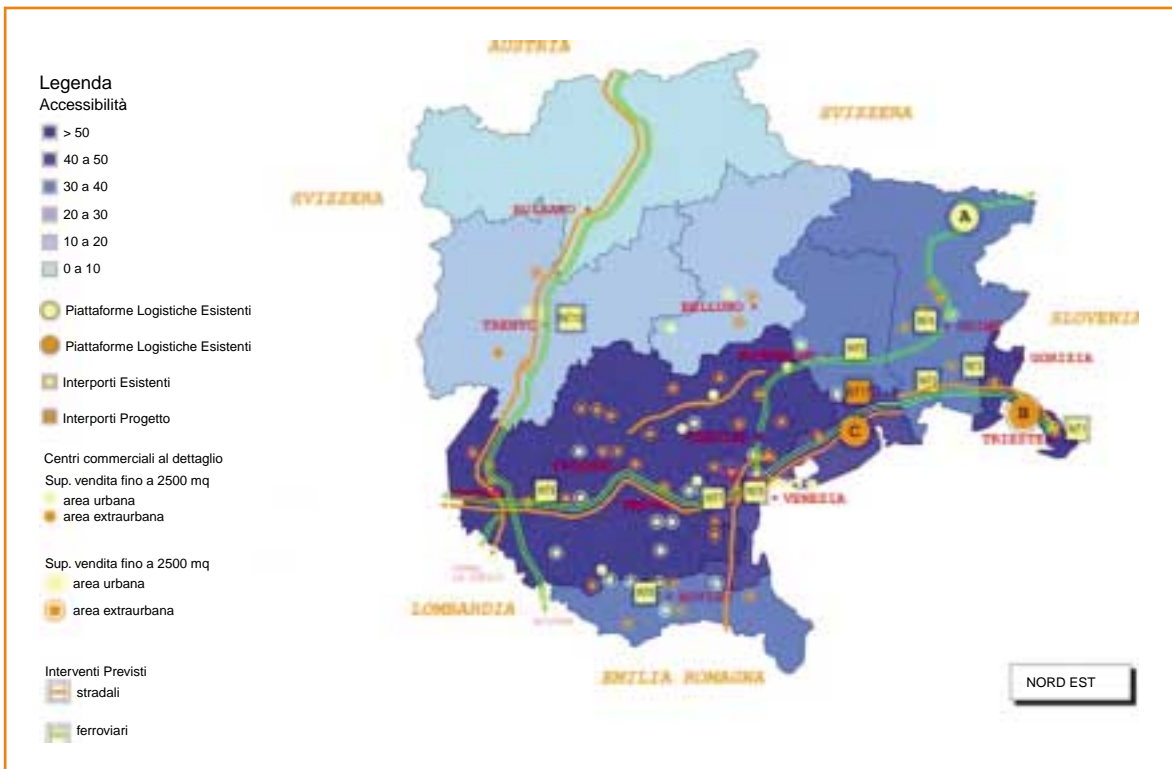 AUSTRIA
Legenda
Accessibilità
> 50
40 a 50
30 a 40
20 a 30
10 a 20
0 a 10
Piattaforme Logistiche Esistenti
Piattaforme Logistiche Esistenti
Interporti Esistenti
Interporti Progetto
Centri commerciali al dettaglio
Sup. vendita fino a 2500 mq
area urbana
area extraurbana
Sup. vendita fino a 2500 mq
area urbana
area extraurbana
Interventi Previsti
stradali
ferroviari
SVIZZERA
SVIZZERA
BOLZANO
A
BELLUNO
TRENTO
UDINE
SLOVENIA
GORIZIA
B
TRIESTE
C
VENEZIA
ROVIGO
LOMBARDIA
EMILIA ROMAGNA
NORD EST